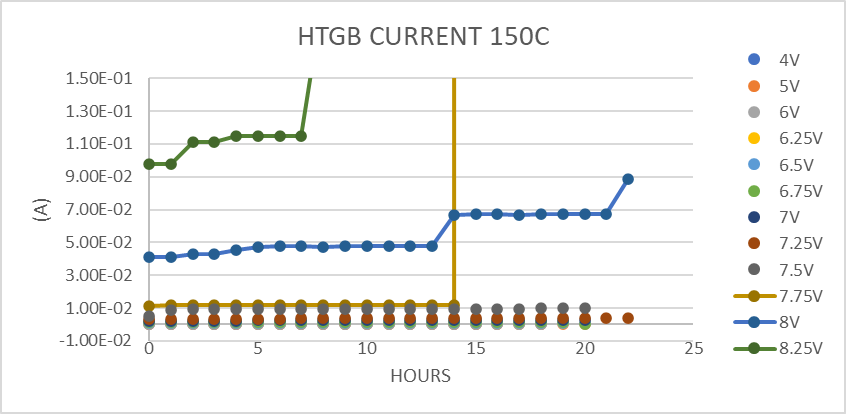 HTGB CURRENT 150C
1.50E-01
1.30E-01
1.10E-01
9.00E-02
7.00E-02
5.00E-02
3.00E-02
1.00E-02
-1.00E-02
(A)
0 5 10 15 20 25
HOURS
4V
5V
6V
6.25V
6.5V
6.75V
7V
7.25V
7.5V
7.75V
8V
8.25V